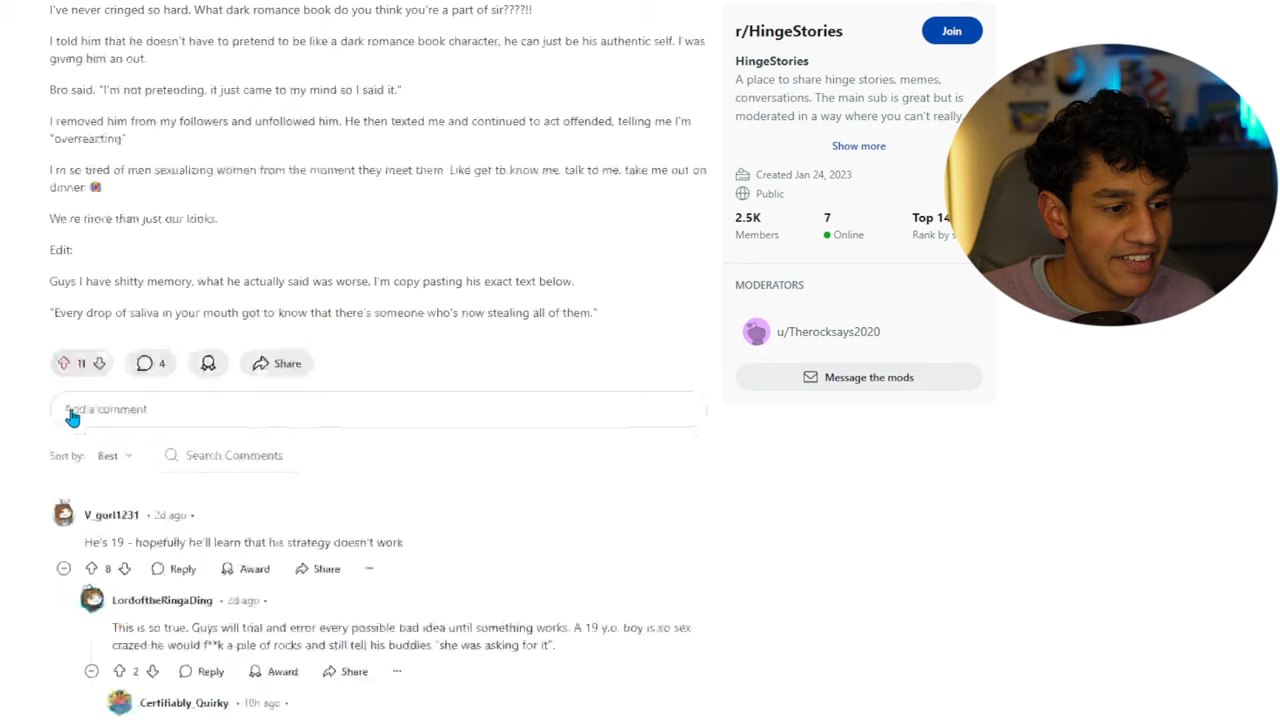 I've never cringed so hard. What dark romance book do you think you're a part of sir????!!
I told him that he doesn't have to pretend to be like a dark romance book character, he can just be his authentic self. I was
giving him an out.
Bro said. "I'm not pretending, it just came to my mind so I said it."
I removed him from my followers and unfollowed him. He then texted me and continued to act offended, telling me I'm
"overreacting"
I'm so tired of men sexualizing women from the moment they meet them. Like get to know me, talk to me, take me out on
dinner
We're more than just our kinks.
Edit:
Guys I have shitty memory, what he actually said was worse. I'm copy pasting his exact text below.
"Every drop of saliva in your mouth got to know that there's someone who's now stealing all of them."
11
4
Share
Add a comment
Sort by:
Best
Search Comments
V_gurl1231 • 2d ago •
He's 19 - hopefully he'll learn that his strategy doesn't work
8
Reply
Award
Share
LordoftheRingaDing • 2d ago •
This is so true. Guys will trial and error every possible bad idea until something works. A 19 y.o. boy is so sex
crazed he would f**k a pile of rocks and still tell his buddies "she was asking for it".
2
Reply
Award
Share
Certifiably_Quirky • 10h ago •
r/HingeStories
Join
HingeStories
A place to share hinge stories, memes,
conversations. The main sub is great but is
moderated in a way where you can't really
Show more
Created Jan 24, 2023
Public
2.5K
7
Top 14
Members
Online
Rank by s
MODERATORS
u/Therocksays2020
Message the mods